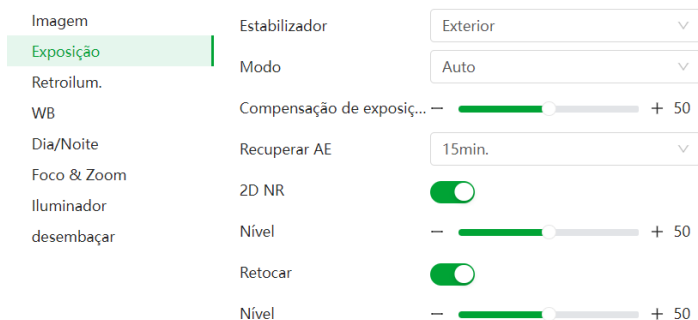 Imagem
Exposição
Retroilum.
WB
Dia/Noite
Foco & Zoom
Iluminador
desembaçar
Estabilizador Exterior
Modo Auto
Compensação de exposiç... 50
Recuperar AE 15min.
2D NR
Nível 50
Retocar
Nível 50